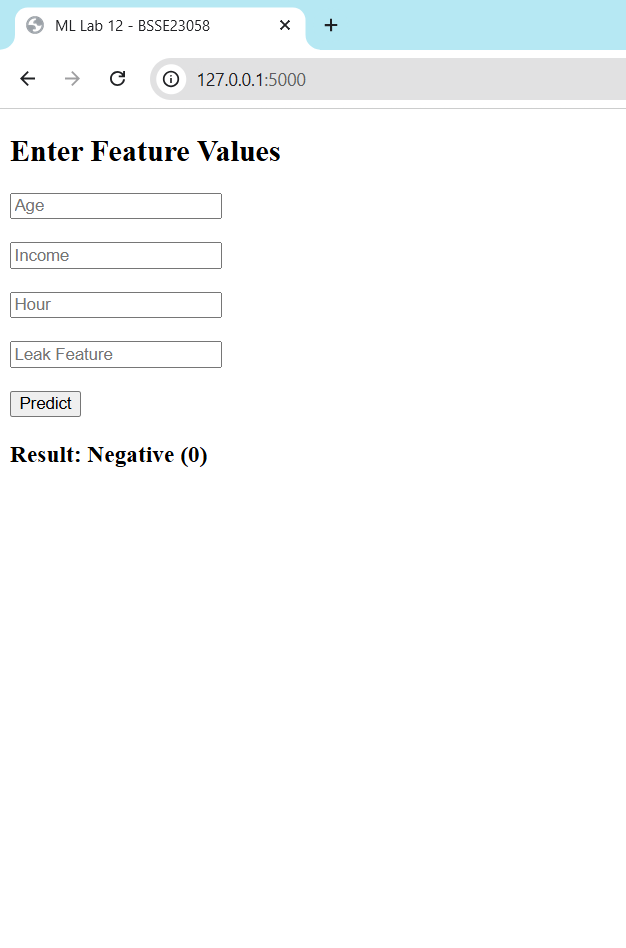 ML Lab 12 - BSSE23058
127.0.0.1:5000
Enter Feature Values
Age
Income
Hour
Leak Feature
Predict
Result: Negative (0)